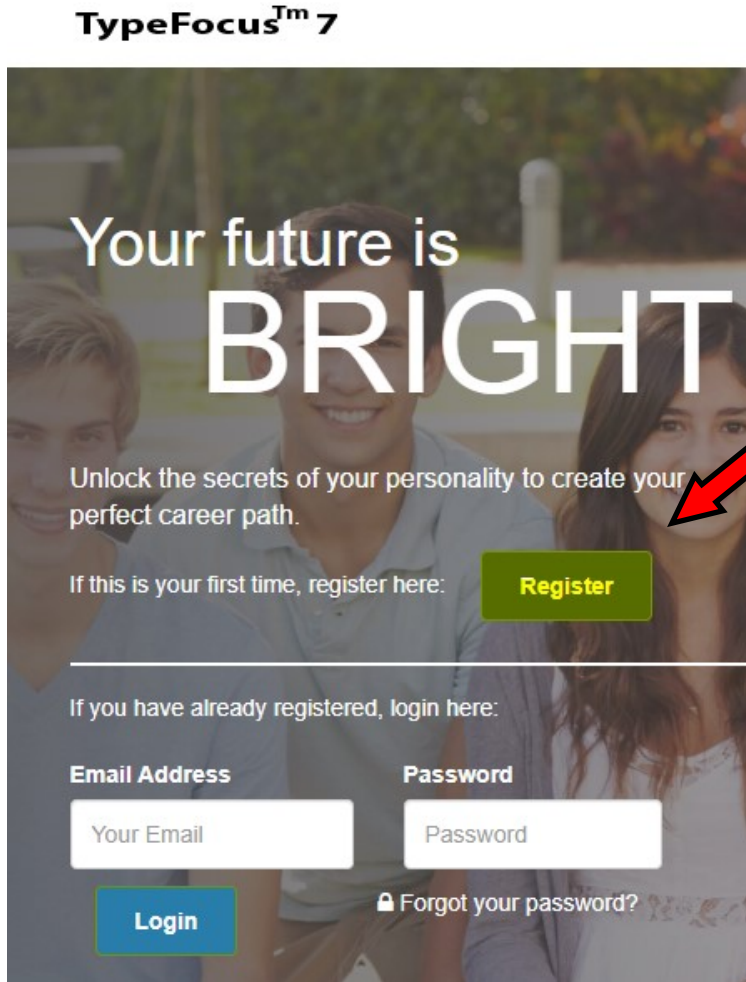 TypeFocus™ 7
Your future is
BRIGHT
Unlock the secrets of your personality to create your
perfect career path.
If this is your first time, register here:
Register
If you have already registered, login here:
Email Address
Password
Your Email
Password
Login
Forgot your password?